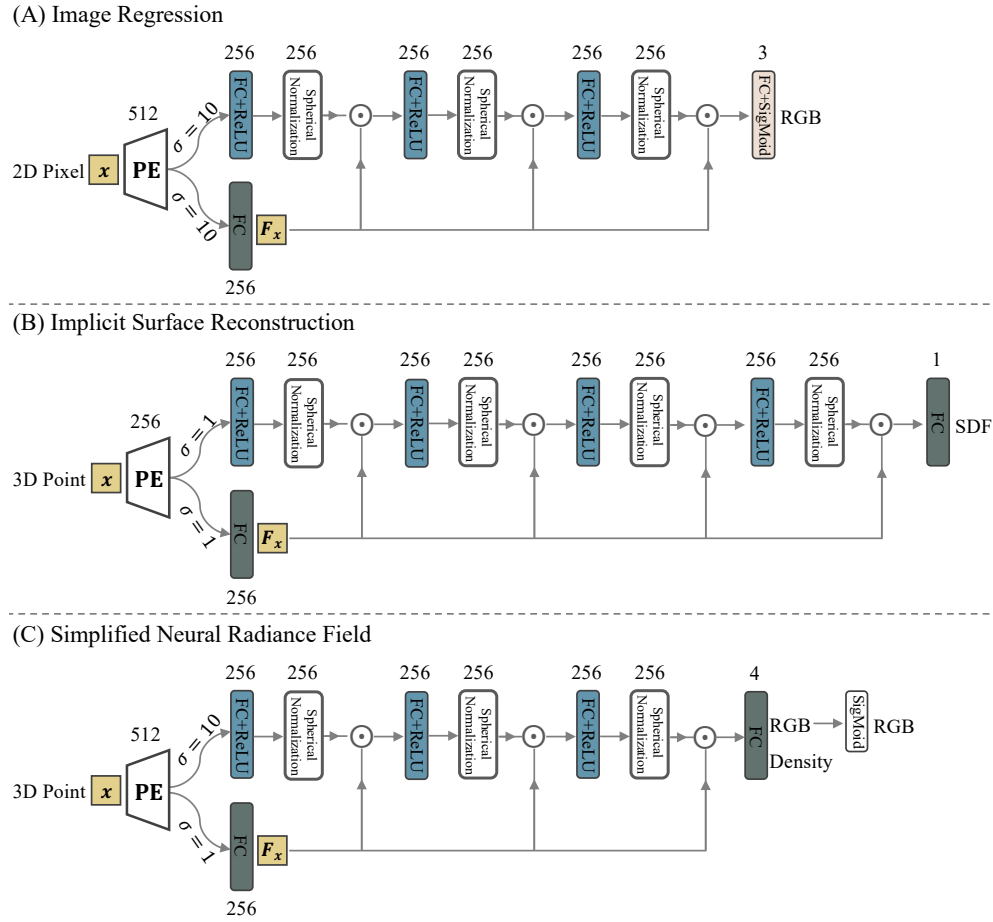 (A) Image Regression
256 256 256 256 256 256 3
FC+ReLU Spherical Normalization FC+ReLU Spherical Normalization FC+ReLU Spherical Normalization FC+SigMoid RGB
512
σ = 10
2D Pixel x PE
σ = 10
FC F_x
256
(B) Implicit Surface Reconstruction
256 256 256 256 256 256 256 256 1
FC+ReLU Spherical Normalization FC+ReLU Spherical Normalization FC+ReLU Spherical Normalization FC+ReLU Spherical Normalization FC SDF
256
σ = 1
3D Point x PE
σ = 1
FC F_x
256
(C) Simplified Neural Radiance Field
256 256 256 256 256 256 4
FC+ReLU Spherical Normalization FC+ReLU Spherical Normalization FC+ReLU Spherical Normalization FC RGB SigMoid RGB
Density
512
σ = 10
3D Point x PE
σ = 1
FC F_x
256